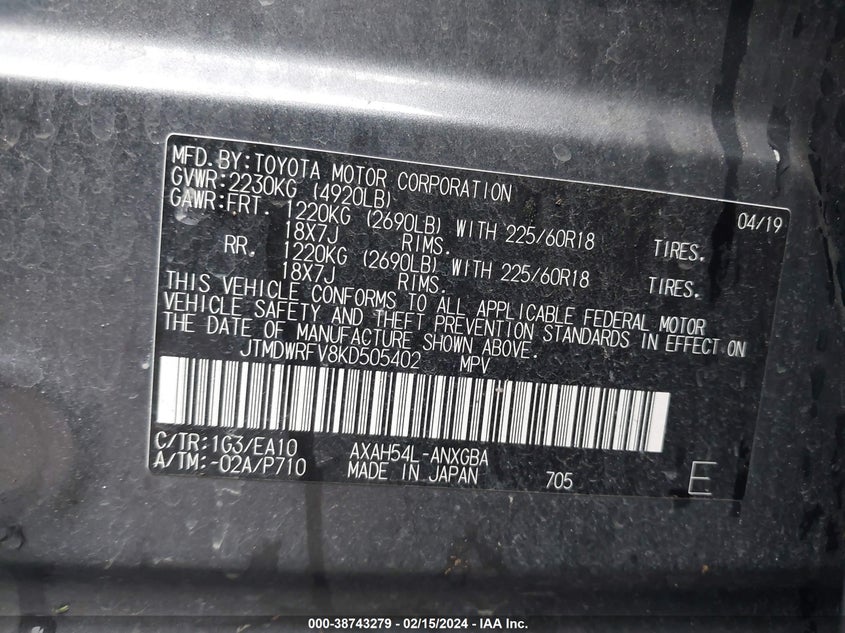 MFD. BY:TOYOTA MOTOR CORPORATION 04/19
GVWR:2230KG (4920LB)
GAWR:FRT. 1220KG (2690LB) WITH 225/60R18 TIRES.
18X7J RIMS.
RR. 1220KG (2690LB) WITH 225/60R18 TIRES.
18X7J RIMS.
THIS VEHICLE CONFORMS TO ALL APPLICABLE FEDERAL MOTOR
VEHICLE SAFETY AND THEFT PREVENTION STANDARDS IN EFFECT ON
THE DATE OF MANUFACTURE SHOWN ABOVE.
JTMDWRFV8KD505402 MPV
C/TR:1G3/EA10 AXAH54L-ANXGBA
A/TM:-02A/P710 MADE IN JAPAN 705 E
000-38743279 - 02/15/2024 - IAA Inc.